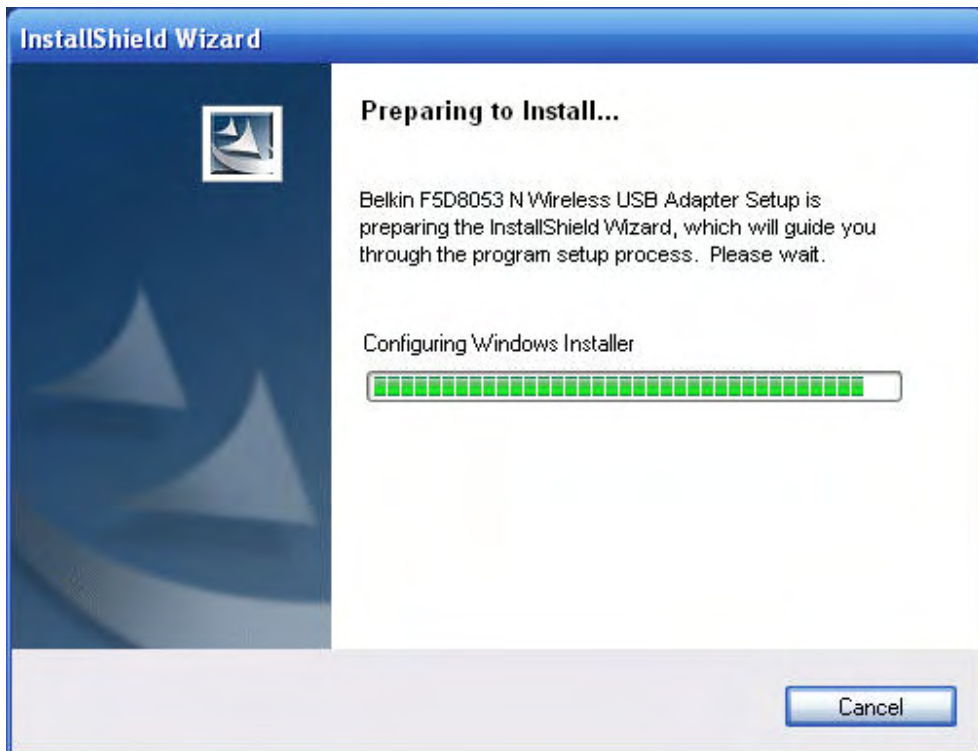 InstallShield Wizard
Preparing to Install...
Belkin F5D8053 N Wireless USB Adapter Setup is
preparing the InstallShield Wizard, which will guide you
through the program setup process. Please wait.
Configuring Windows Installer
Cancel